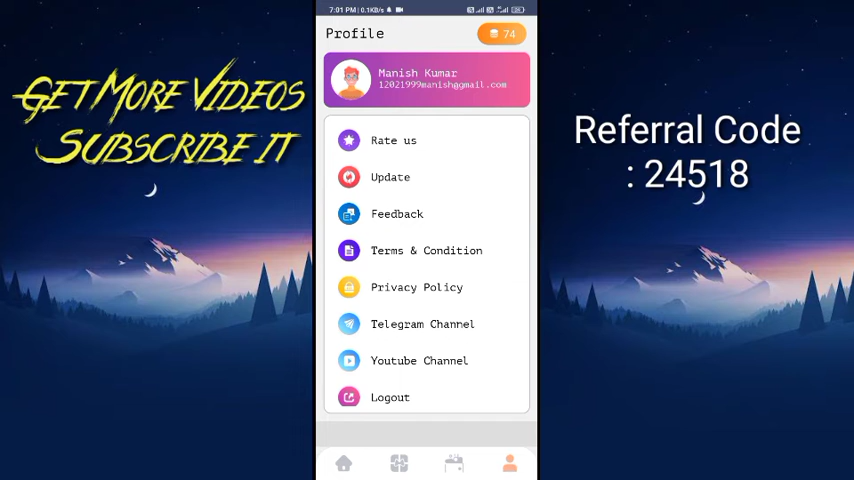 GET MORE VIDEOS
SUBSCRIBE IT
7:01 PM | 0.1KB/s
Profile
74
Manish Kumar
12021999manish@gmail.com
Rate us
Update
Feedback
Terms & Condition
Privacy Policy
Telegram Channel
Youtube Channel
Logout
Referral Code
: 24518